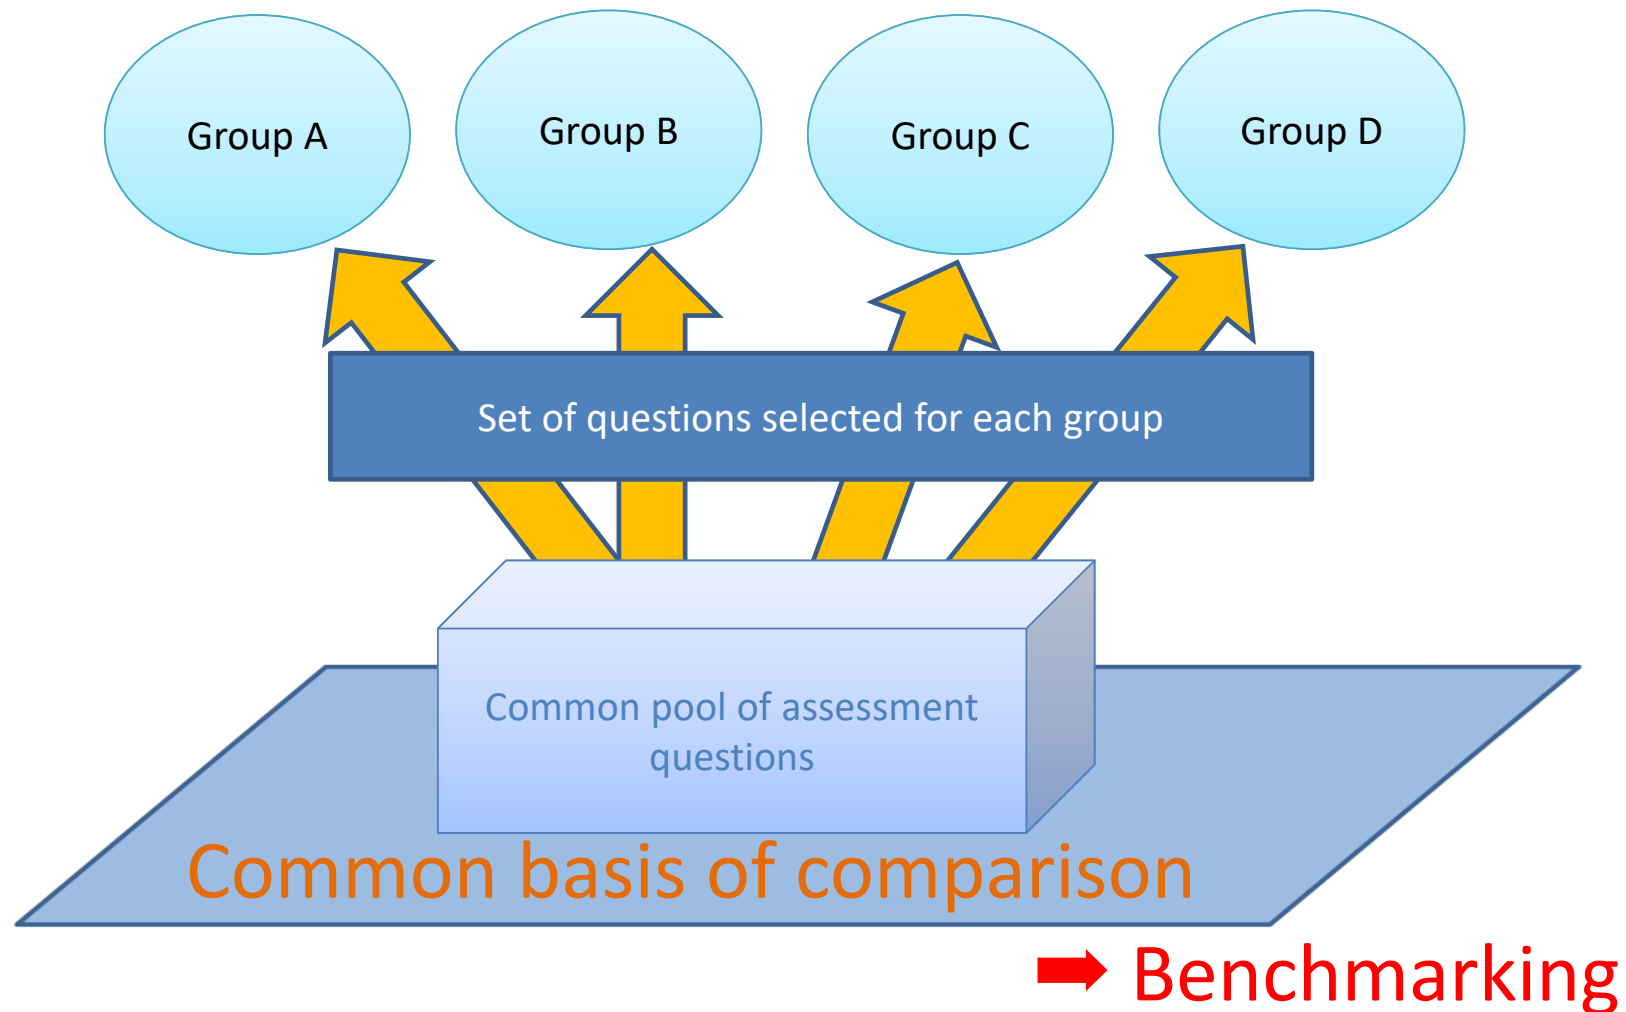 Group A
Group B
Group C
Group D
Set of questions selected for each group
Common pool of assessment
questions
Common basis of comparison
Benchmarking